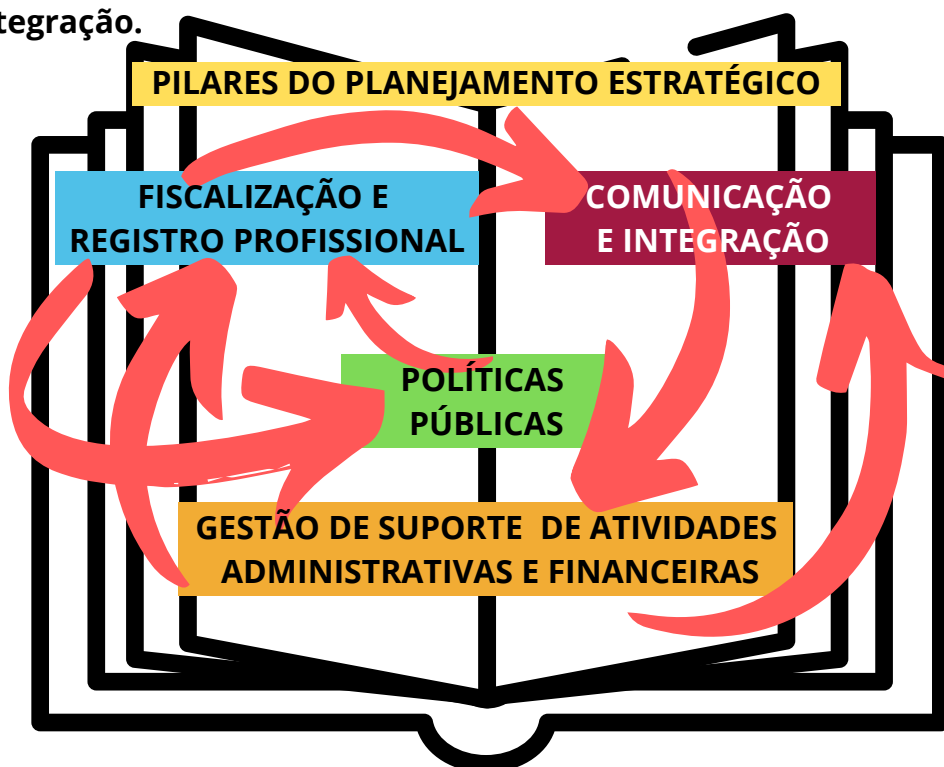 tegração.
PILARES DO PLANEJAMENTO ESTRATÉGICO
FISCALIZAÇÃO E
REGISTRO PROFISSIONAL
COMUNICAÇÃO
E INTEGRAÇÃO
POLÍTICAS
PÚBLICAS
GESTÃO DE SUPORTE DE ATIVIDADES
ADMINISTRATIVAS E FINANCEIRAS